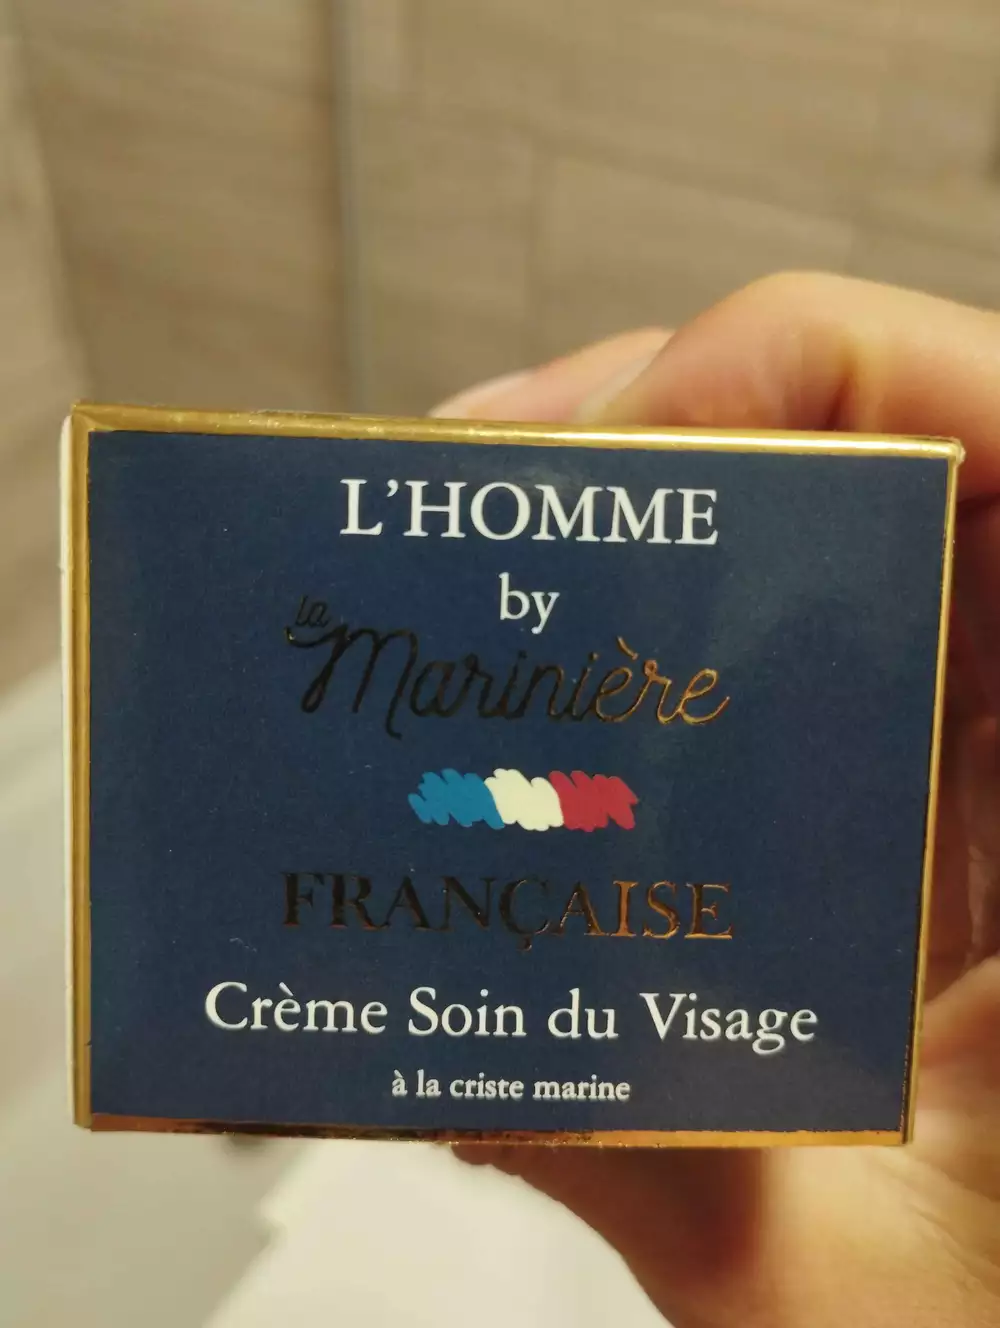 L'HOMME
by
la
Marinière
FRANÇAISE
Crème Soin du Visage
à la criste marine